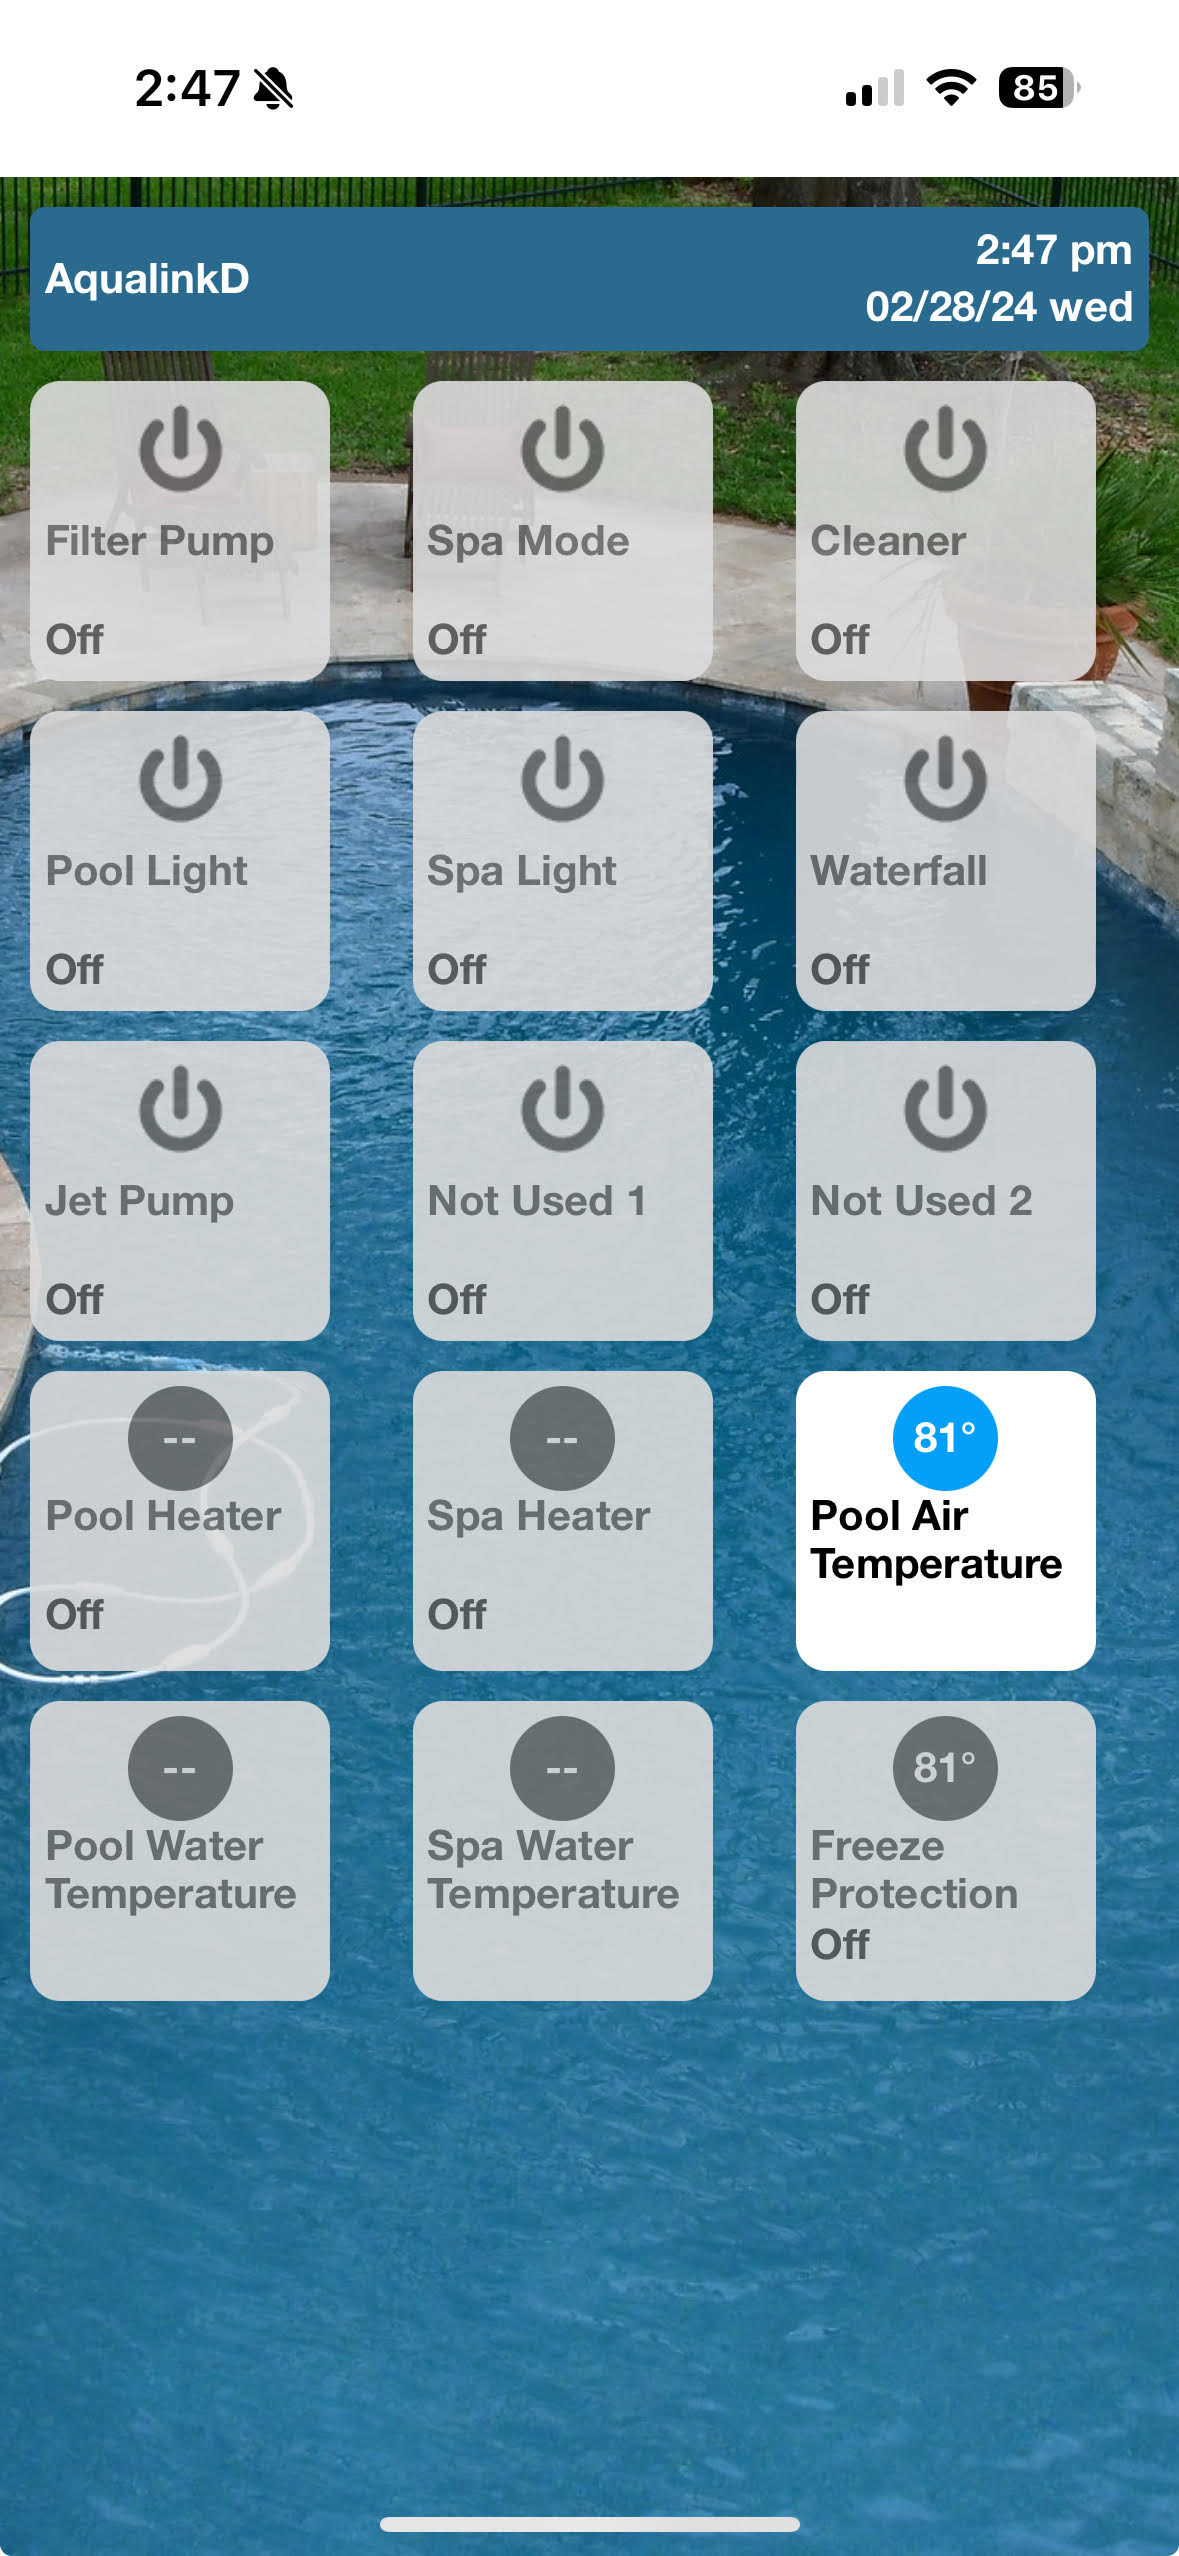 2:47
85
AqualinkD
2:47 pm
02/28/24 wed
Filter Pump
Off
Spa Mode
Off
Cleaner
Off
Pool Light
Off
Spa Light
Off
Waterfall
Off
Jet Pump
Off
Not Used 1
Off
Not Used 2
Off
--
Pool Heater
Off
--
Spa Heater
Off
81°
Pool Air
Temperature
--
Pool Water
Temperature
--
Spa Water
Temperature
81°
Freeze
Protection
Off